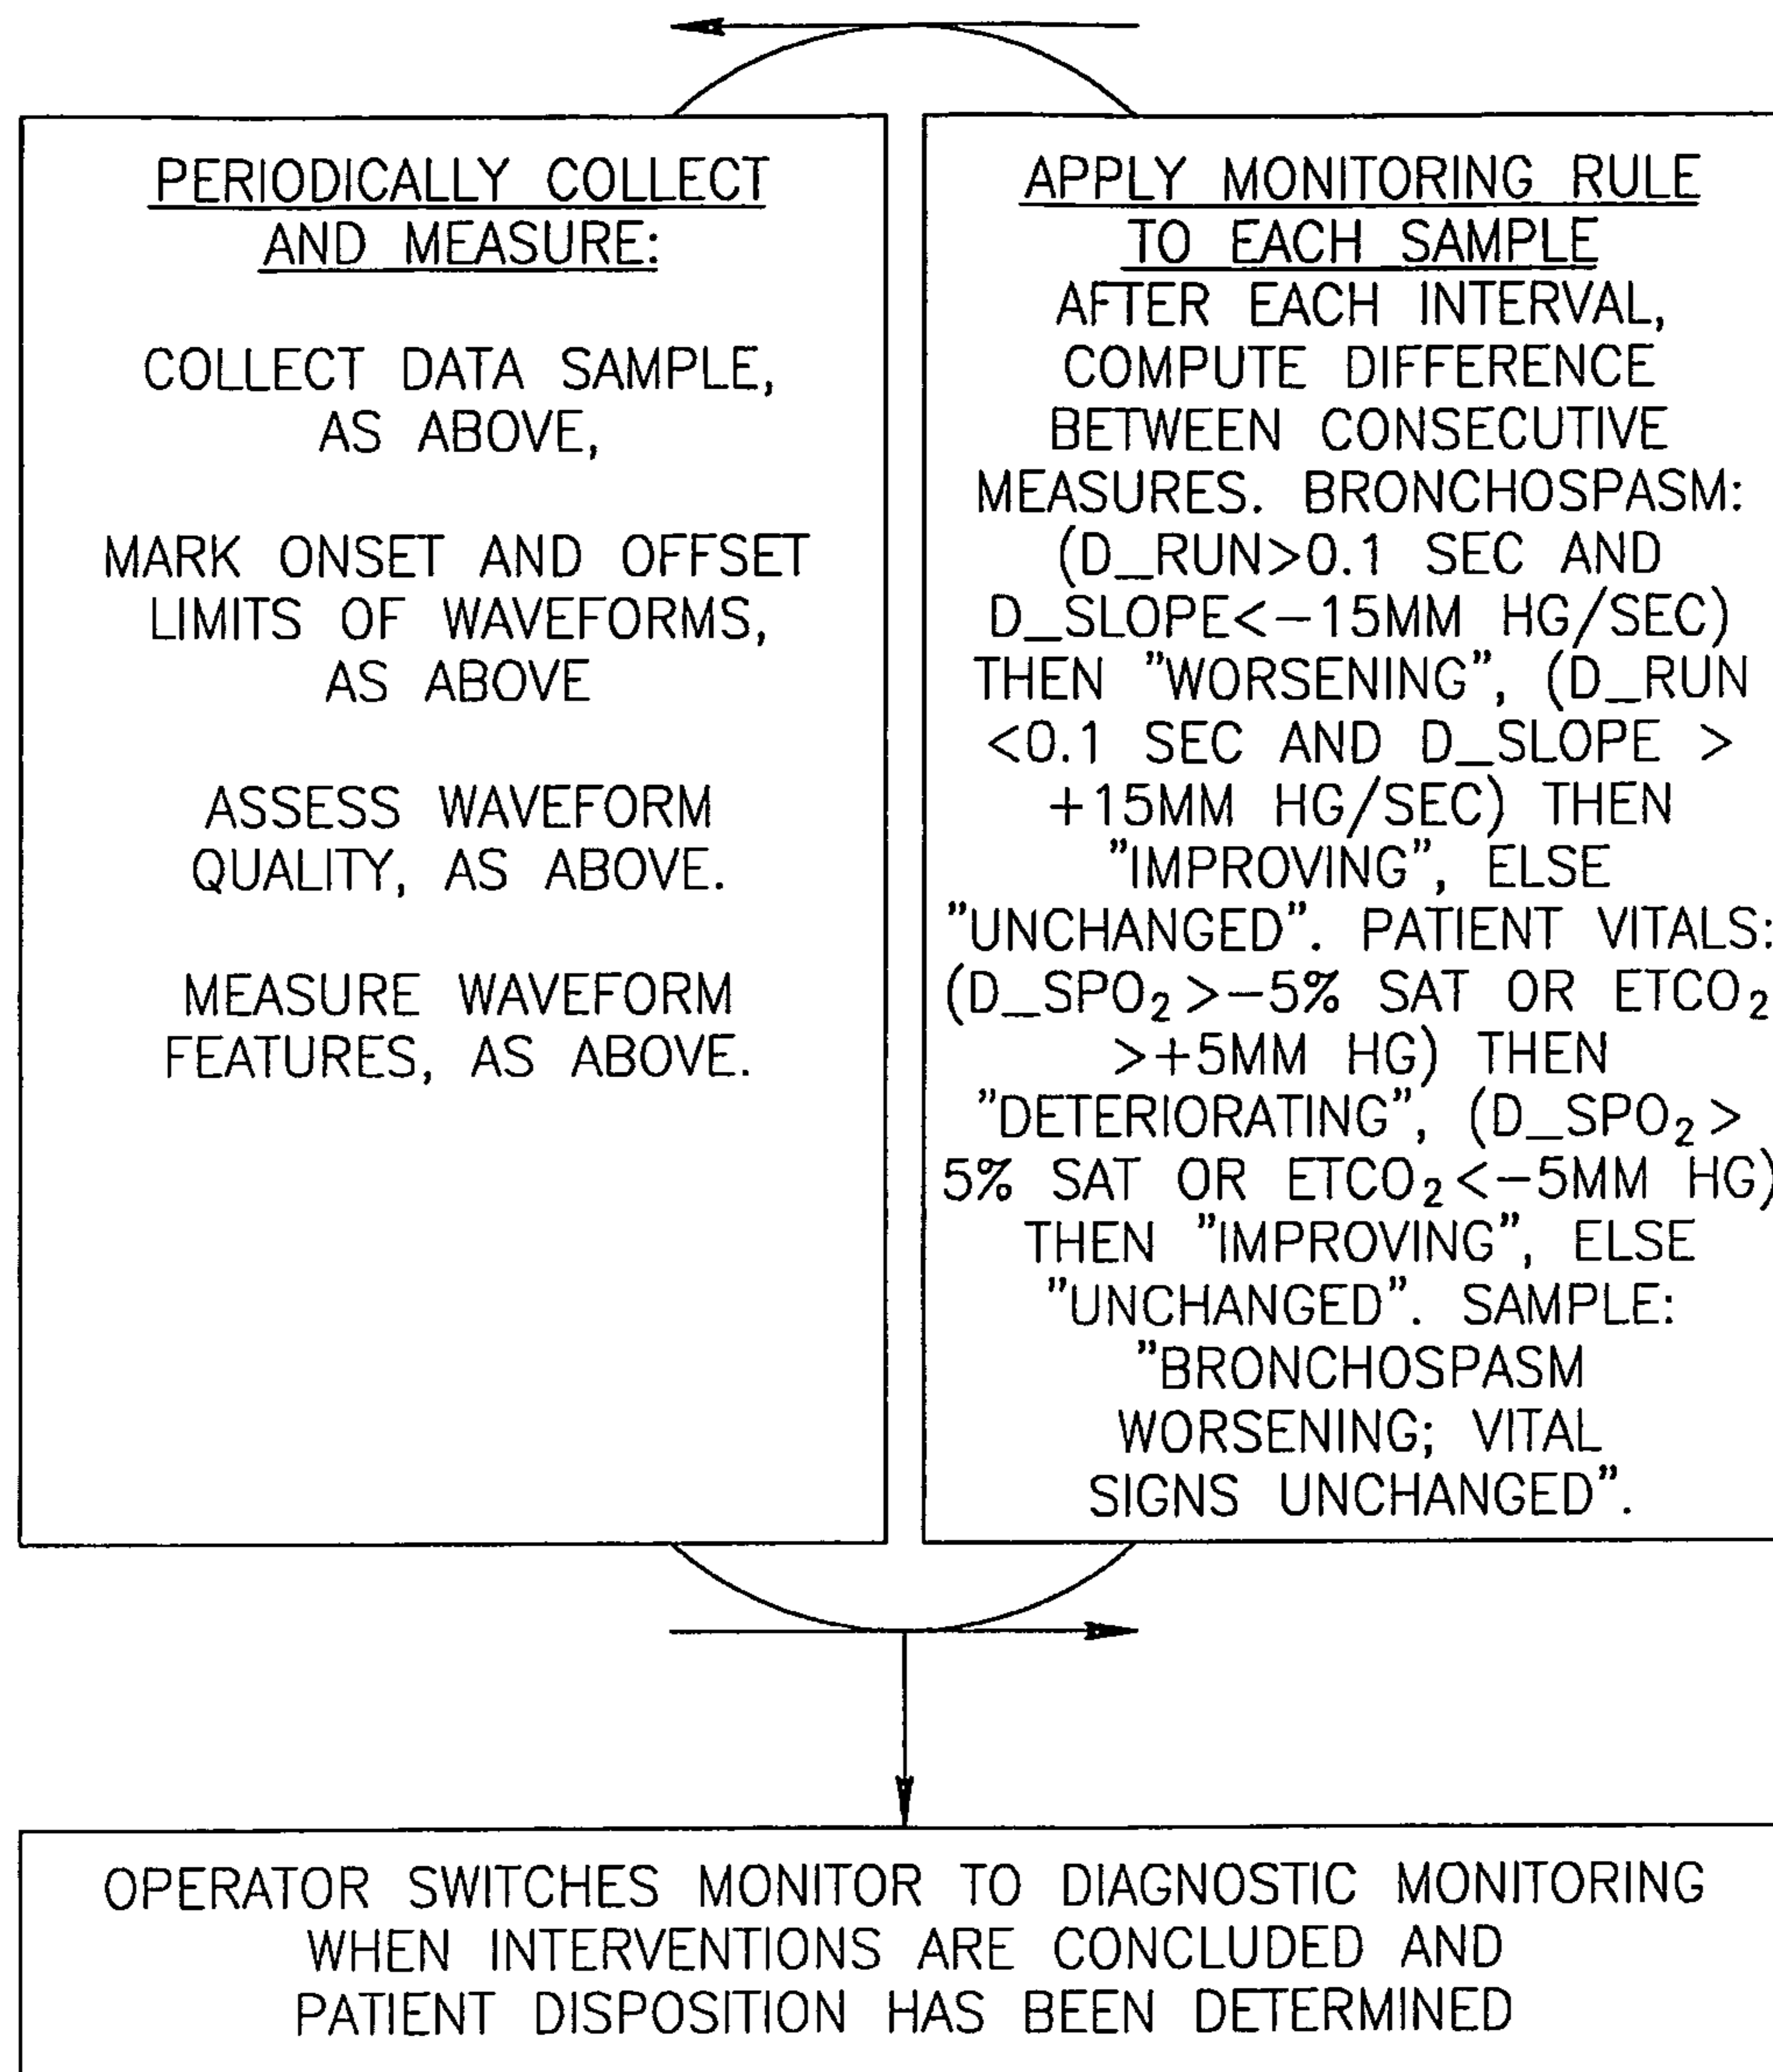 PERIODICALLY COLLECT
AND MEASURE:
COLLECT DATA SAMPLE,
AS ABOVE,
MARK ONSET AND OFFSET
LIMITS OF WAVEFORMS,
AS ABOVE
ASSESS WAVEFORM
QUALITY, AS ABOVE.
MEASURE WAVEFORM
FEATURES, AS ABOVE.
APPLY MONITORING RULE
TO EACH SAMPLE
AFTER EACH INTERVAL,
COMPUTE DIFFERENCE
BETWEEN CONSECUTIVE
MEASURES. BRONCHOSPASM:
(D_RUN>0.1 SEC AND
D_SLOPE<−15MM HG/SEC)
THEN "WORSENING", (D_RUN
<0.1 SEC AND D_SLOPE >
+15MM HG/SEC) THEN
"IMPROVING", ELSE
"UNCHANGED". PATIENT VITALS:
(D_SPO₂>−5% SAT OR ETCO₂
>+5MM HG) THEN
"DETERIORATING", (D_SPO₂>
5% SAT OR ETCO₂<−5MM HG)
THEN "IMPROVING", ELSE
"UNCHANGED". SAMPLE:
"BRONCHOSPASM
WORSENING; VITAL
SIGNS UNCHANGED".
OPERATOR SWITCHES MONITOR TO DIAGNOSTIC MONITORING
WHEN INTERVENTIONS ARE CONCLUDED AND
PATIENT DISPOSITION HAS BEEN DETERMINED